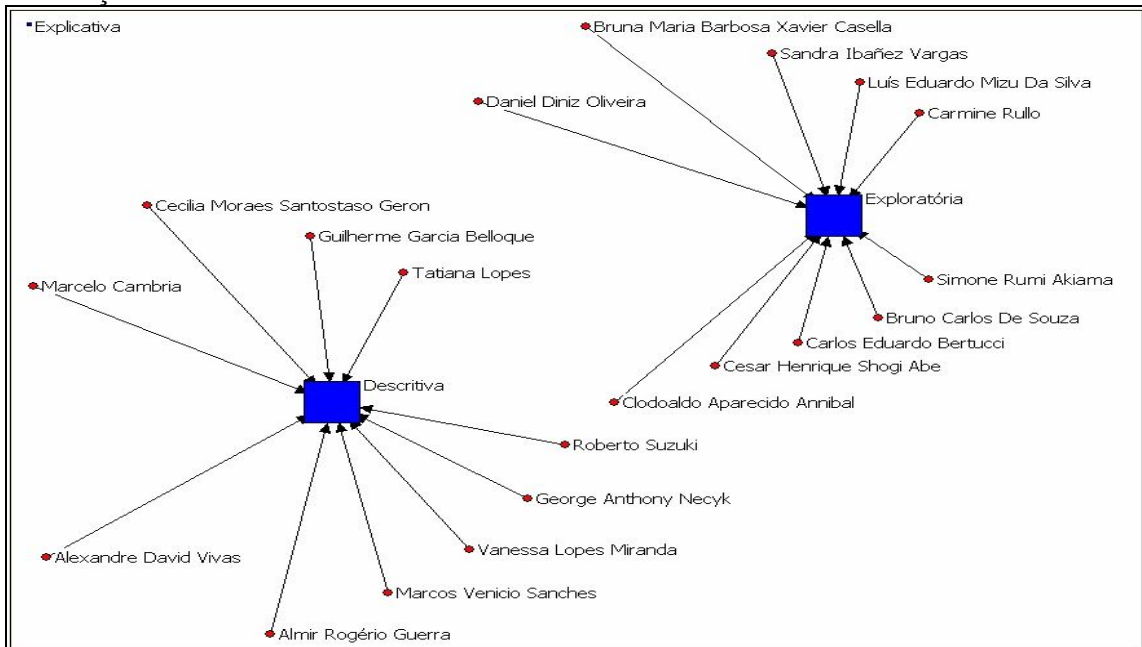 Explicativa
Bruna Maria Barbosa Xavier Casella
Sandra Ibañez Vargas
Luís Eduardo Mizu Da Silva
Daniel Diniz Oliveira
Carmine Rullo
Exploratória
Cecilia Moraes Santostaso Geron
Guilherme Garcia Belloque
Tatiana Lopes
Simone Rumi Akiama
Marcelo Cambria
Bruno Carlos De Souza
Carlos Eduardo Bertucci
Cesar Henrique Shogi Abe
Descritiva
Clodoaldo Aparecido Annibal
Roberto Suzuki
George Anthony Necyk
Vanessa Lopes Miranda
Alexandre David Vivas
Marcos Venicio Sanches
Almir Rogério Guerra